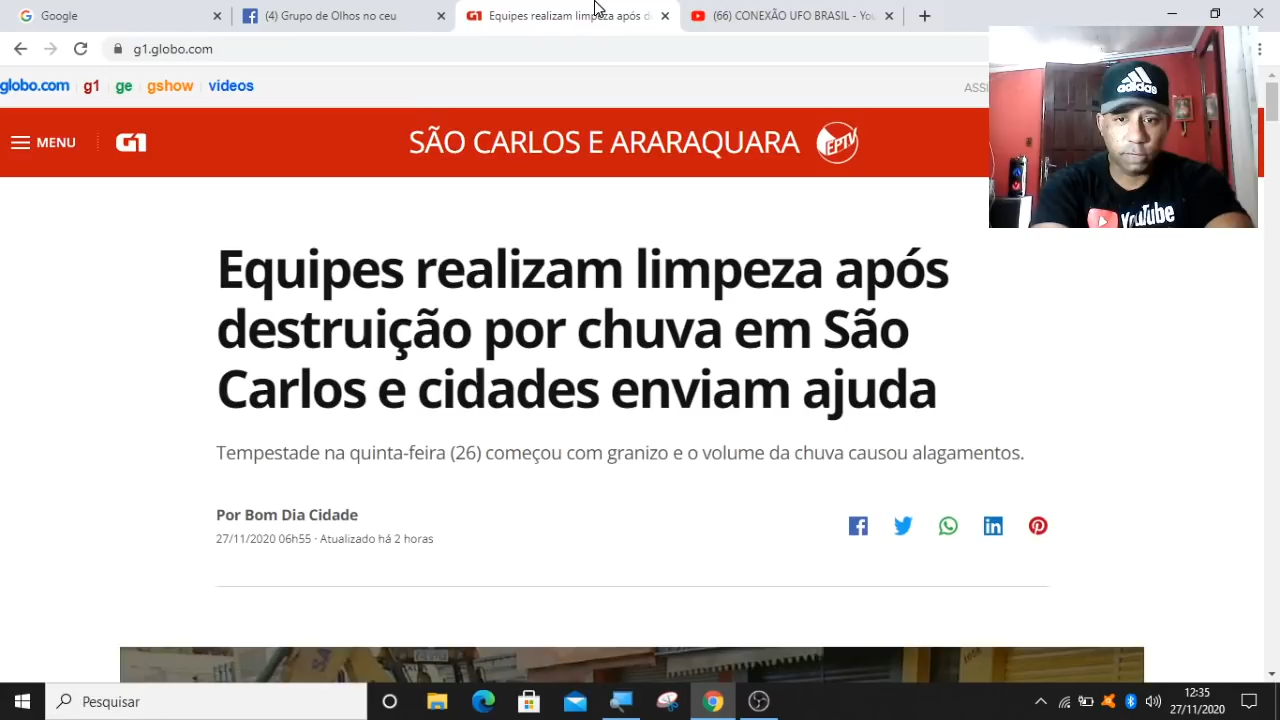 Google
(4) Grupo de Olhos no ceu
Equipes realizam limpeza após d
(66) CONEXÃO UFO BRASIL - You
g1.globo.com
globo.com g1 ge gshow videos
ASSI
MENU G1 SÃO CARLOS E ARARAQUARA EPTV
adidas
YouTube
Equipes realizam limpeza após
destruição por chuva em São
Carlos e cidades enviam ajuda
Tempestade na quinta-feira (26) começou com granizo e o volume da chuva causou alagamentos.
Por Bom Dia Cidade
27/11/2020 06h55 · Atualizado há 2 horas
Pesquisar
12:35
27/11/2020